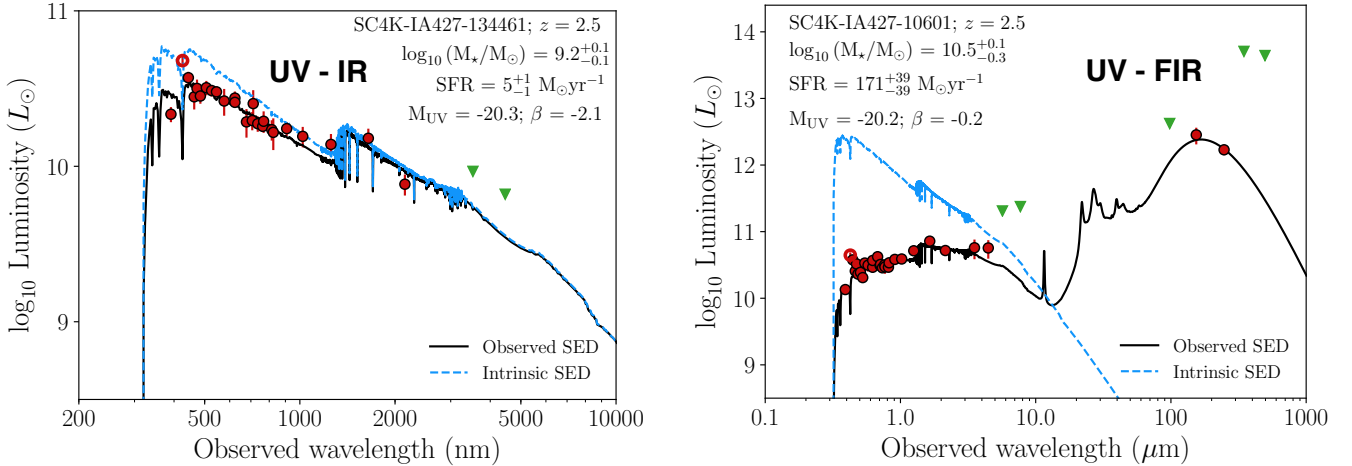 SC4K-IA427-134461; z = 2.5
log₁₀ (M⋆/M⊙) = 9.2⁺⁰·¹₋₀.₁
UV - IR
SFR = 5⁺¹₋₁ M⊙yr⁻¹
M_UV = -20.3; β = -2.1
11
10
9
log₁₀ Luminosity (L⊙)
Observed SED
Intrinsic SED
200 500 1000 2000 5000 10000
Observed wavelength (nm)
SC4K-IA427-10601; z = 2.5
log₁₀ (M⋆/M⊙) = 10.5⁺⁰·¹₋₀.₃
UV - FIR
SFR = 171⁺³⁹₋₃₉ M⊙yr⁻¹
M_UV = -20.2; β = -0.2
14
13
12
11
10
9
log₁₀ Luminosity (L⊙)
Observed SED
Intrinsic SED
0.1 1.0 10.0 100 1000
Observed wavelength (μm)